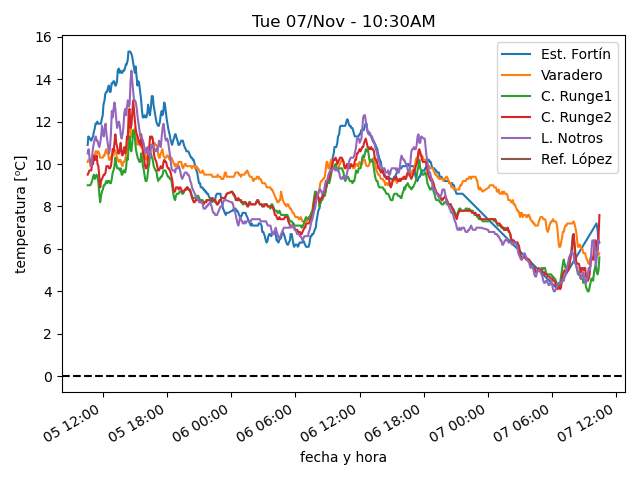 Tue 07/Nov - 10:30AM
temperatura [ºC]
16
14
12
10
8
6
4
2
0
Est. Fortín
Varadero
C. Runge1
C. Runge2
L. Notros
Ref. López
05 12:00
05 18:00
06 00:00
06 06:00
06 12:00
06 18:00
07 00:00
07 06:00
07 12:00
fecha y hora